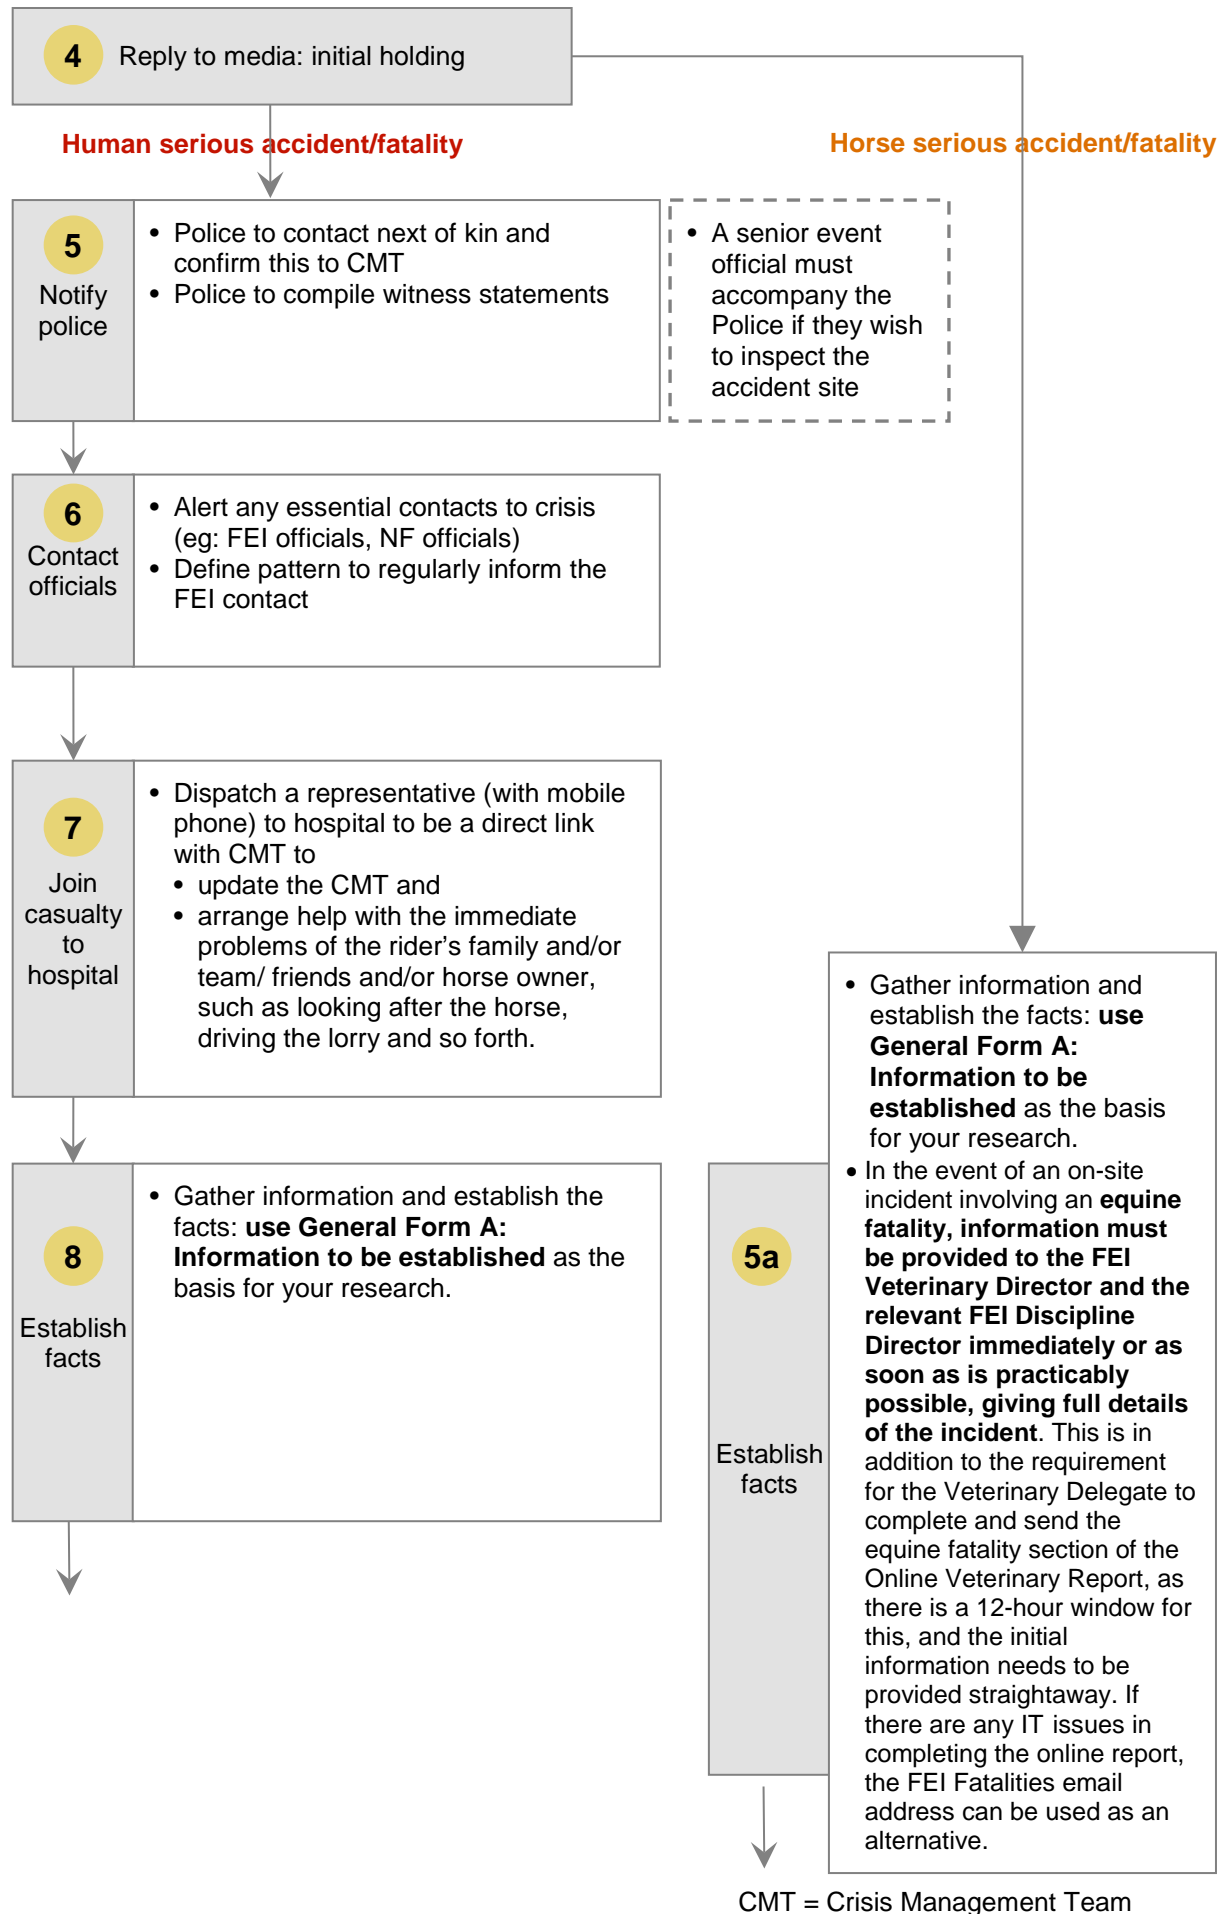 4 Reply to media: initial holding
Human serious accident/fatality
Horse serious accident/fatality
5
Notify
police
• Police to contact next of kin and
confirm this to CMT
• Police to compile witness statements
• A senior event
official must
accompany the
Police if they wish
to inspect the
accident site
6
Contact
officials
• Alert any essential contacts to crisis
(eg: FEI officials, NF officials)
• Define pattern to regularly inform the
FEI contact
7
Join
casualty
to
hospital
• Dispatch a representative (with mobile
phone) to hospital to be a direct link
with CMT to
• update the CMT and
• arrange help with the immediate
problems of the rider’s family and/or
team/ friends and/or horse owner,
such as looking after the horse,
driving the lorry and so forth.
8
Establish
facts
• Gather information and establish the
facts: use General Form A:
Information to be established as the
basis for your research.
5a
Establish
facts
• Gather information and
establish the facts: use
General Form A:
Information to be
established as the basis
for your research.
• In the event of an on-site
incident involving an equine
fatality, information must
be provided to the FEI
Veterinary Director and the
relevant FEI Discipline
Director immediately or as
soon as is practicably
possible, giving full details
of the incident. This is in
addition to the requirement
for the Veterinary Delegate to
complete and send the
equine fatality section of the
Online Veterinary Report, as
there is a 12-hour window for
this, and the initial
information needs to be
provided straightaway. If
there are any IT issues in
completing the online report,
the FEI Fatalities email
address can be used as an
alternative.
CMT = Crisis Management Team